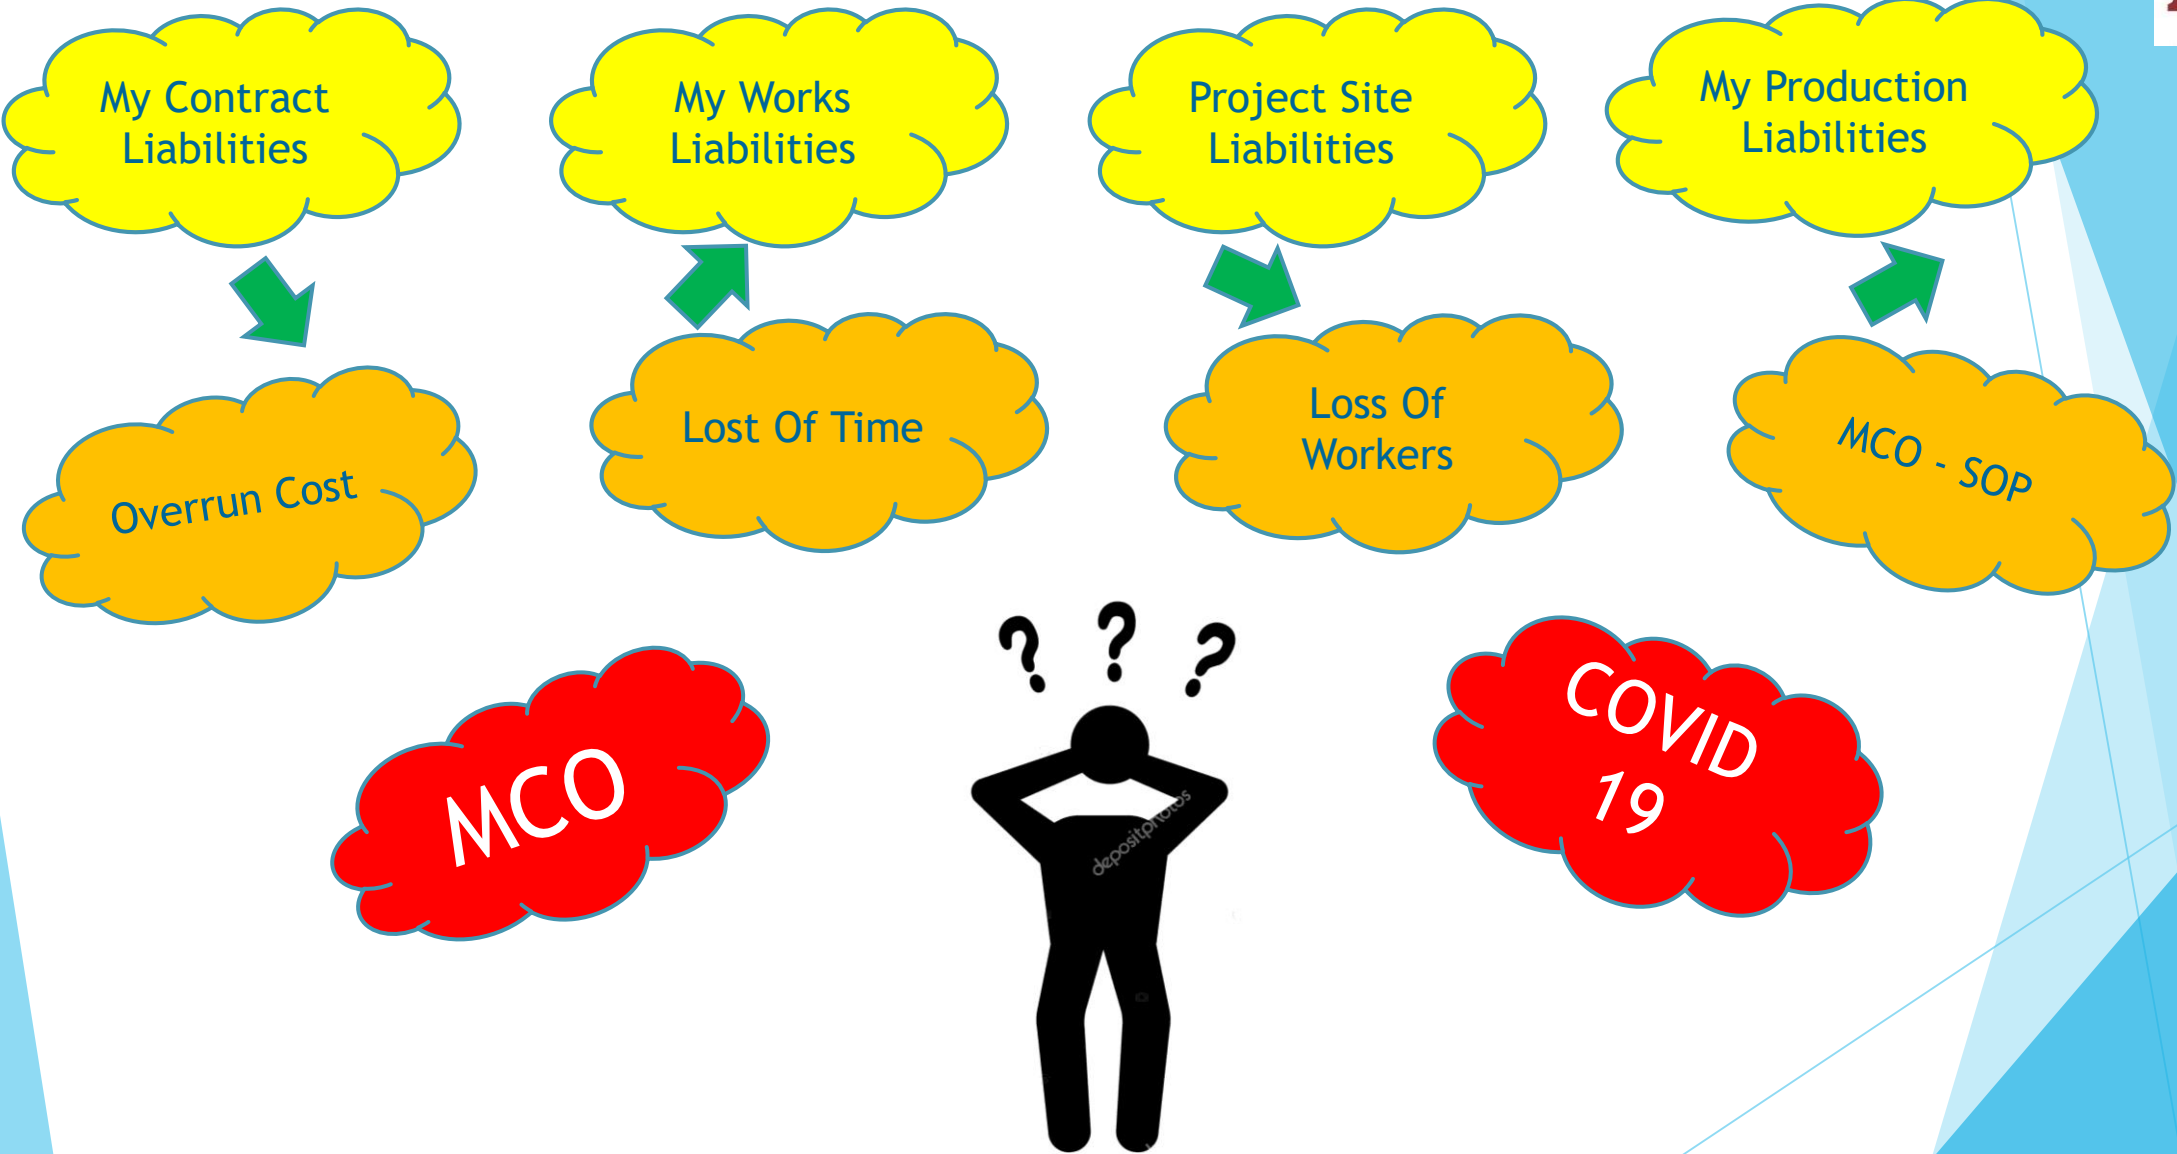 My Contract
Liabilities
My Works
Liabilities
Project Site
Liabilities
My Production
Liabilities
Overrun Cost
Lost Of Time
Loss Of
Workers
MCO - SOP
? ? ?
MCO
COVID
19
depositphotos